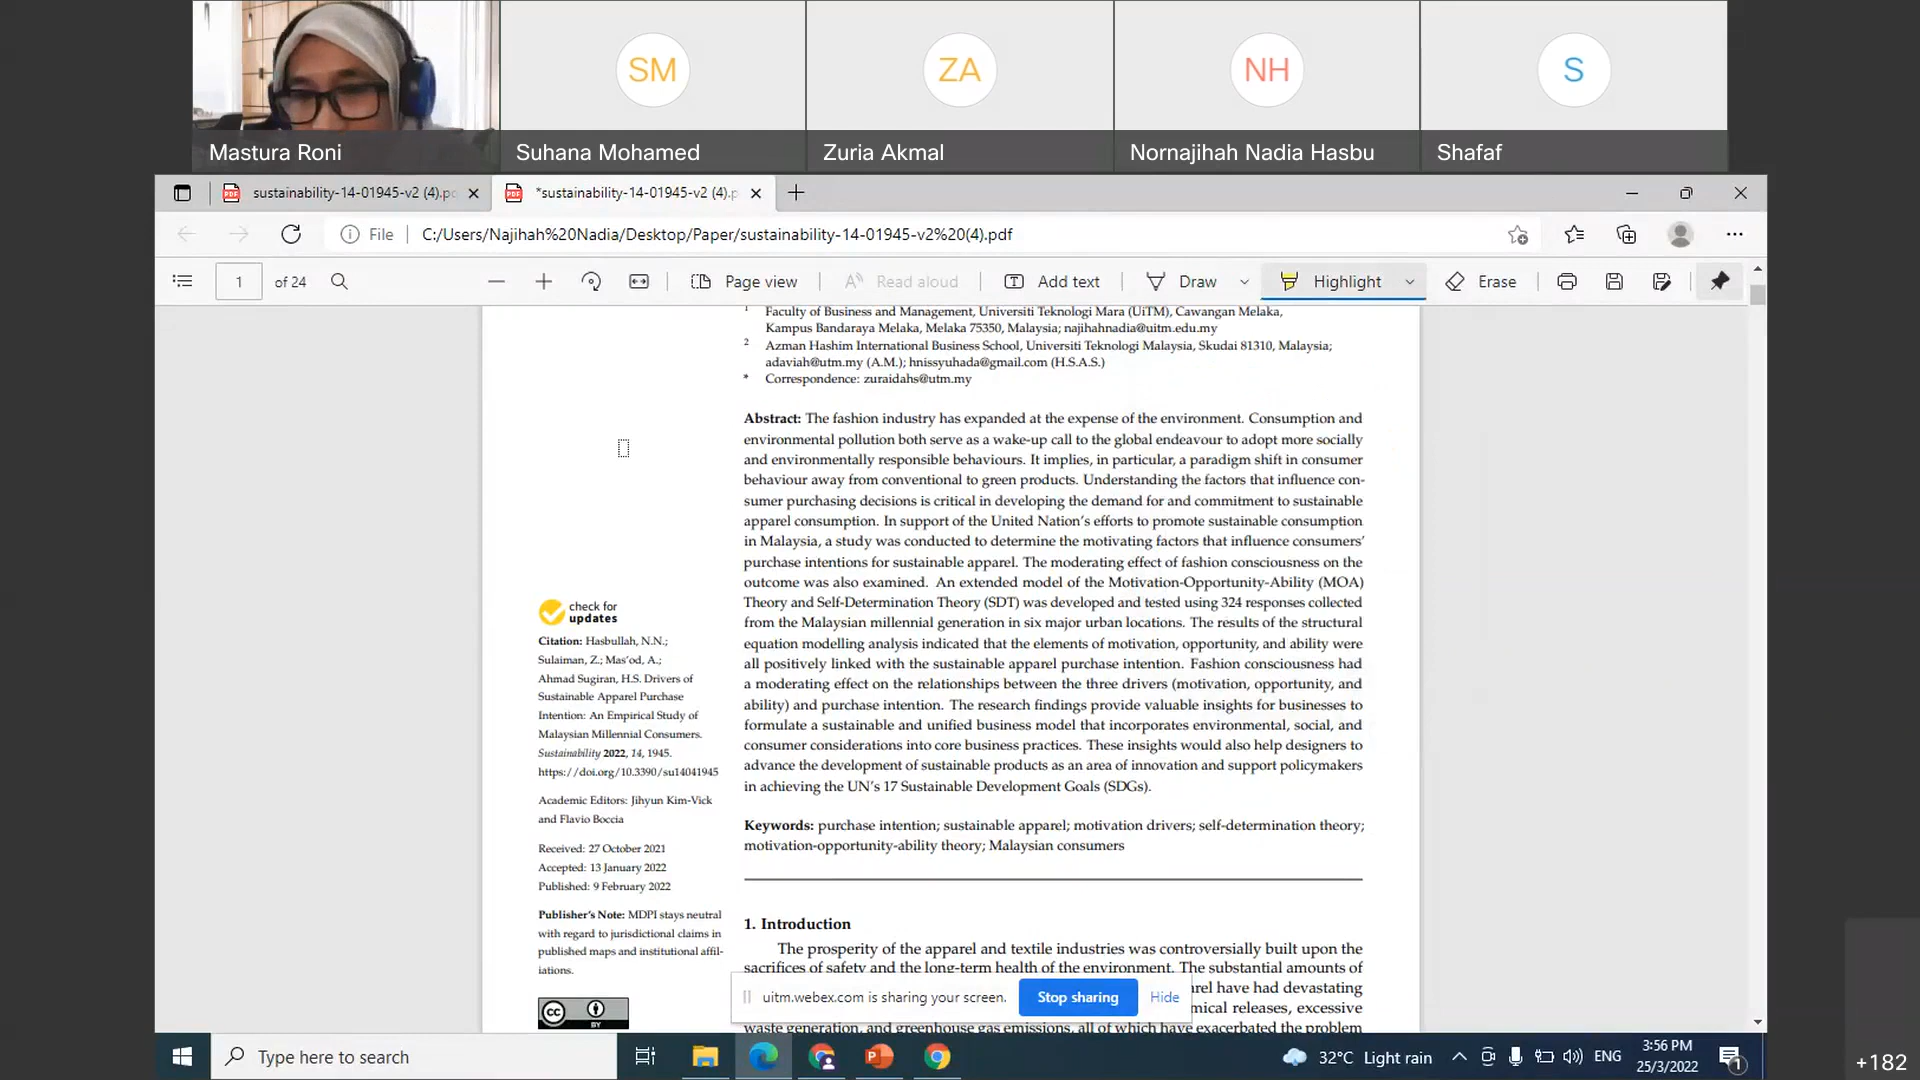 SM
ZA
NH
S
Mastura Roni
Suhana Mohamed
Zuria Akmal
Nornajihah Nadia Hasbu
Shafaf
sustainability-14-01945-v2 (4).pd
*sustainability-14-01945-v2 (4).p
File
C:/Users/Najihah%20Nadia/Desktop/Paper/sustainability-14-01945-v2%20(4).pdf
1 of 24
Page view
Read aloud
Add text
Draw
Highlight
Erase
1 Faculty of Business and Management, Universiti Teknologi Mara (UiTM), Cawangan Melaka,
Kampus Bandaraya Melaka, Melaka 75350, Malaysia; najihahnadia@uitm.edu.my
2 Azman Hashim International Business School, Universiti Teknologi Malaysia, Skudai 81310, Malaysia;
adaviah@utm.my (A.M.); hnissyuhada@gmail.com (H.S.A.S.)
* Correspondence: zuraidahs@utm.my
Abstract: The fashion industry has expanded at the expense of the environment. Consumption and
environmental pollution both serve as a wake-up call to the global endeavour to adopt more socially
and environmentally responsible behaviours. It implies, in particular, a paradigm shift in consumer
behaviour away from conventional to green products. Understanding the factors that influence con-
sumer purchasing decisions is critical in developing the demand for and commitment to sustainable
apparel consumption. In support of the United Nation's efforts to promote sustainable consumption
in Malaysia, a study was conducted to determine the motivating factors that influence consumers'
purchase intentions for sustainable apparel. The moderating effect of fashion consciousness on the
outcome was also examined. An extended model of the Motivation-Opportunity-Ability (MOA)
Theory and Self-Determination Theory (SDT) was developed and tested using 324 responses collected
from the Malaysian millennial generation in six major urban locations. The results of the structural
equation modelling analysis indicated that the elements of motivation, opportunity, and ability were
all positively linked with the sustainable apparel purchase intention. Fashion consciousness had
a moderating effect on the relationships between the three drivers (motivation, opportunity, and
ability) and purchase intention. The research findings provide valuable insights for businesses to
formulate a sustainable and unified business model that incorporates environmental, social, and
consumer considerations into core business practices. These insights would also help designers to
advance the development of sustainable products as an area of innovation and support policymakers
in achieving the UN's 17 Sustainable Development Goals (SDGs).
Keywords: purchase intention; sustainable apparel; motivation drivers; self-determination theory;
motivation-opportunity-ability theory; Malaysian consumers
check for
updates
Citation: Hasbullah, N.N.;
Sulaiman, Z.; Mas'od, A.;
Ahmad Sugiran, H.S. Drivers of
Sustainable Apparel Purchase
Intention: An Empirical Study of
Malaysian Millennial Consumers.
Sustainability 2022, 14, 1945.
https://doi.org/10.3390/su14041945
Academic Editors: Jihyun Kim-Vick
and Flavio Boccia
Received: 27 October 2021
Accepted: 13 January 2022
Published: 9 February 2022
Publisher's Note: MDPI stays neutral
with regard to jurisdictional claims in
published maps and institutional affil-
iations.
CC BY
1. Introduction
The prosperity of the apparel and textile industries was controversially built upon the
sacrifices of safety and the long-term health of the environment. The substantial amounts of
rel have had devastating
mical releases, excessive
waste generation, and greenhouse gas emissions, all of which have exacerbated the problem
uitm.webex.com is sharing your screen.
Stop sharing
Hide
Type here to search
32°C Light rain
ENG
3:56 PM
25/3/2022
1
+182